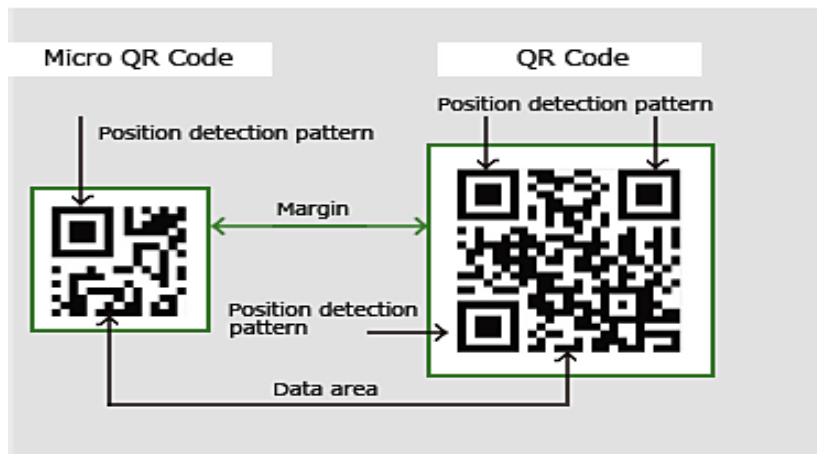 Micro QR Code
QR Code
Position detection pattern
Position detection pattern
Margin
Position detection
pattern
Data area